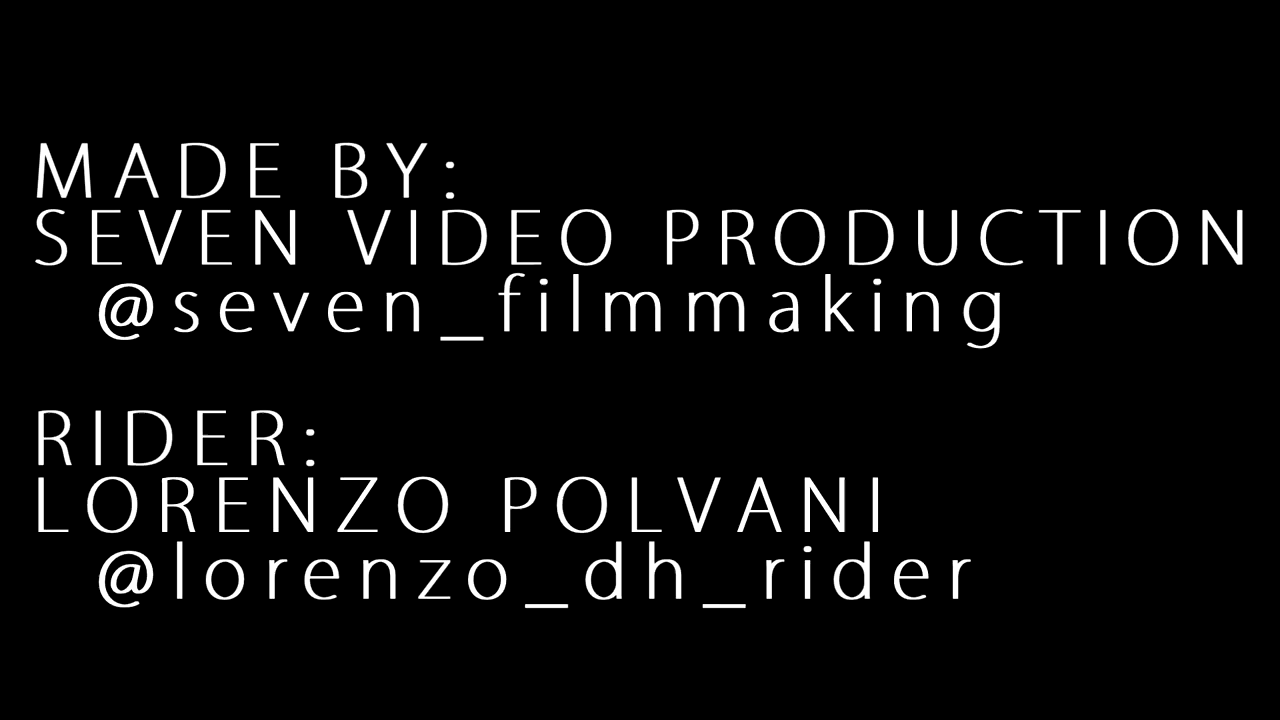 MADE BY:
SEVEN VIDEO PRODUCTION
@seven_filmmaking
RIDER:
LORENZO POLVANI
@lorenzo_dh_rider